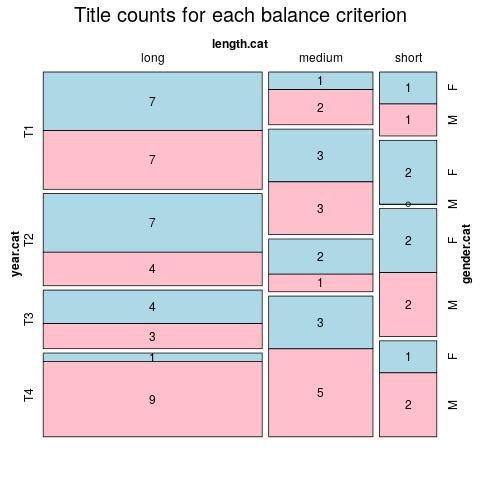 Title counts for each balance criterion
length.cat
long
medium
short
year.cat
gender.cat
T1
7
1
1
F
7
2
1
M
T2
7
3
2
F
4
3
0
M
T3
4
2
2
F
3
1
2
M
T4
1
3
1
F
9
5
2
M